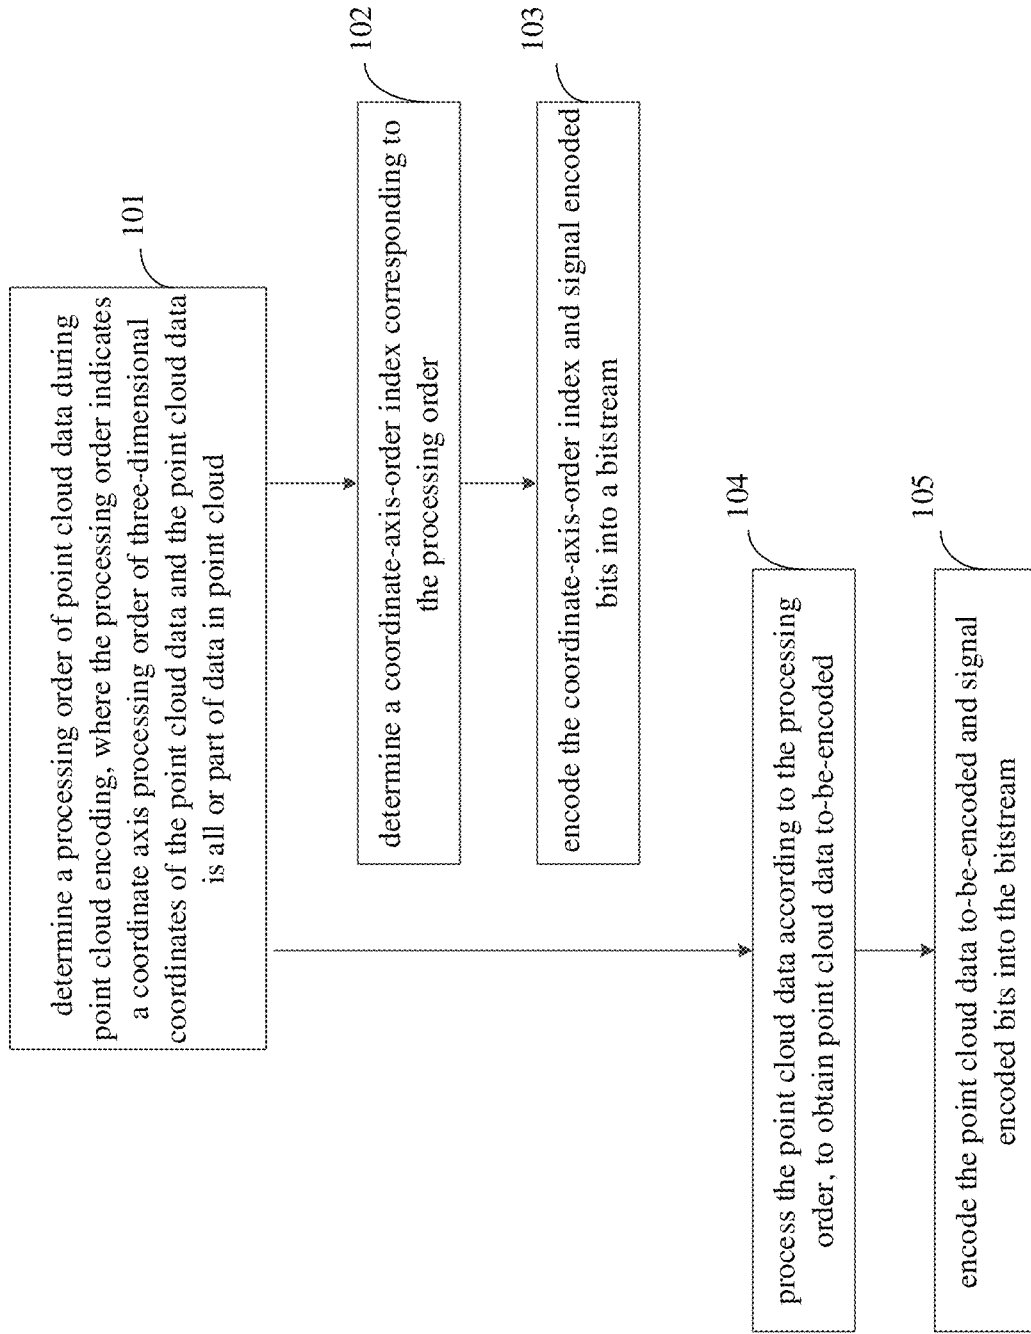 101
determine a processing order of point cloud data during
point cloud encoding, where the processing order indicates
a coordinate axis processing order of three-dimensional
coordinates of the point cloud data and the point cloud data
is all or part of data in point cloud
102
determine a coordinate-axis-order index corresponding to
the processing order
103
encode the coordinate-axis-order index and signal encoded
bits into a bitstream
104
process the point cloud data according to the processing
order, to obtain point cloud data to-be-encoded
105
encode the point cloud data to-be-encoded and signal
encoded bits into the bitstream